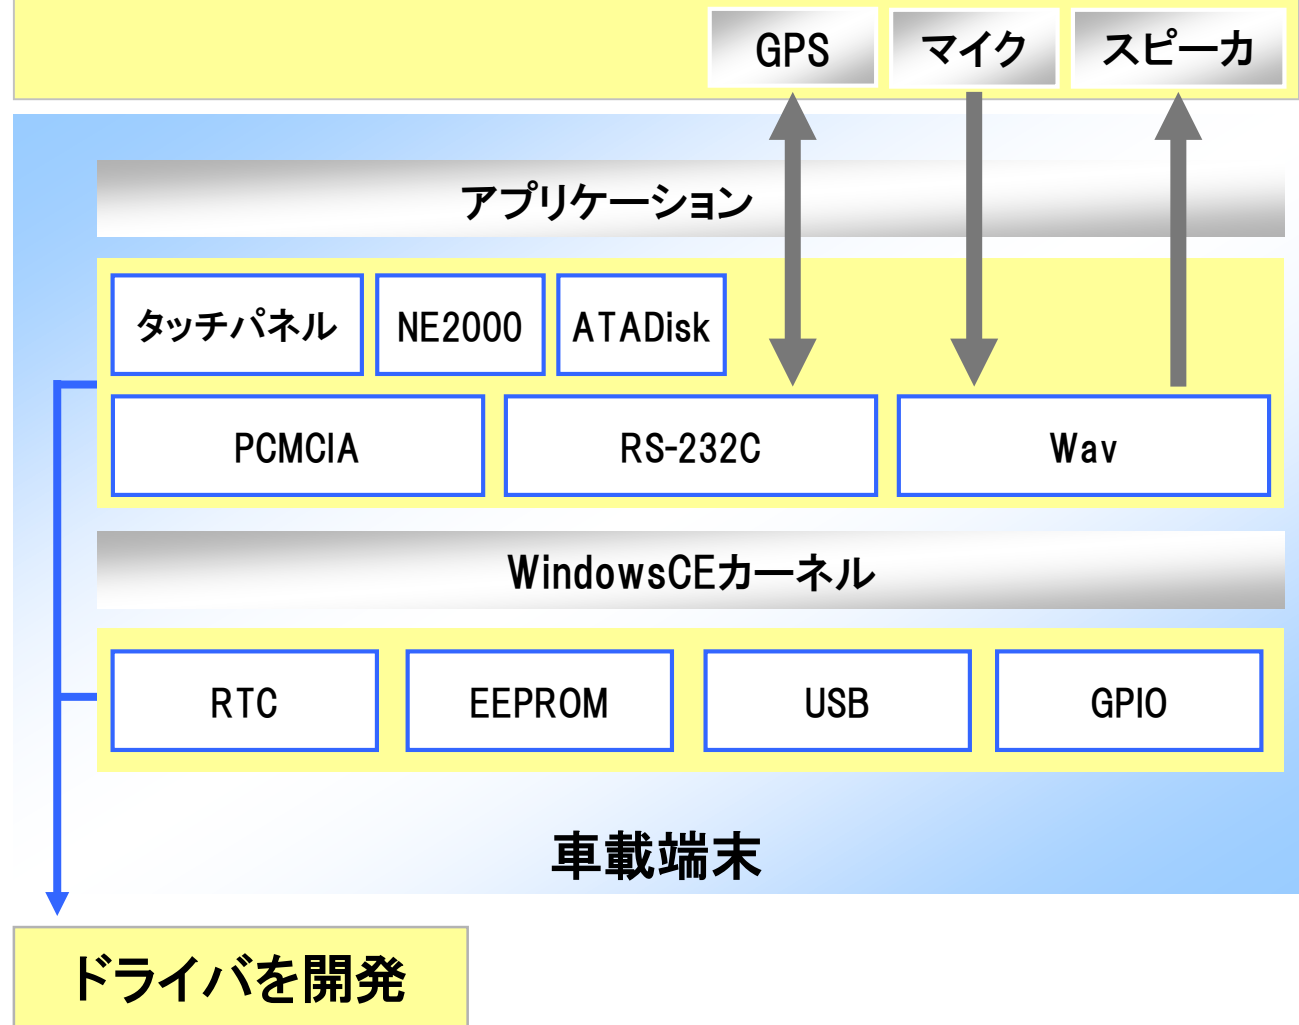 GPS
マイク
スピーカ
アプリケーション
タッチパネル
NE2000
ATADisk
PCMCIA
RS-232C
Wav
WindowsCEカーネル
RTC
EEPROM
USB
GPIO
車載端末
ドライバを開発